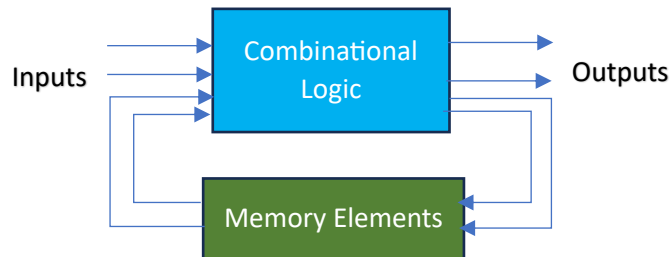 Combinational
Logic
Inputs
Outputs
Memory Elements